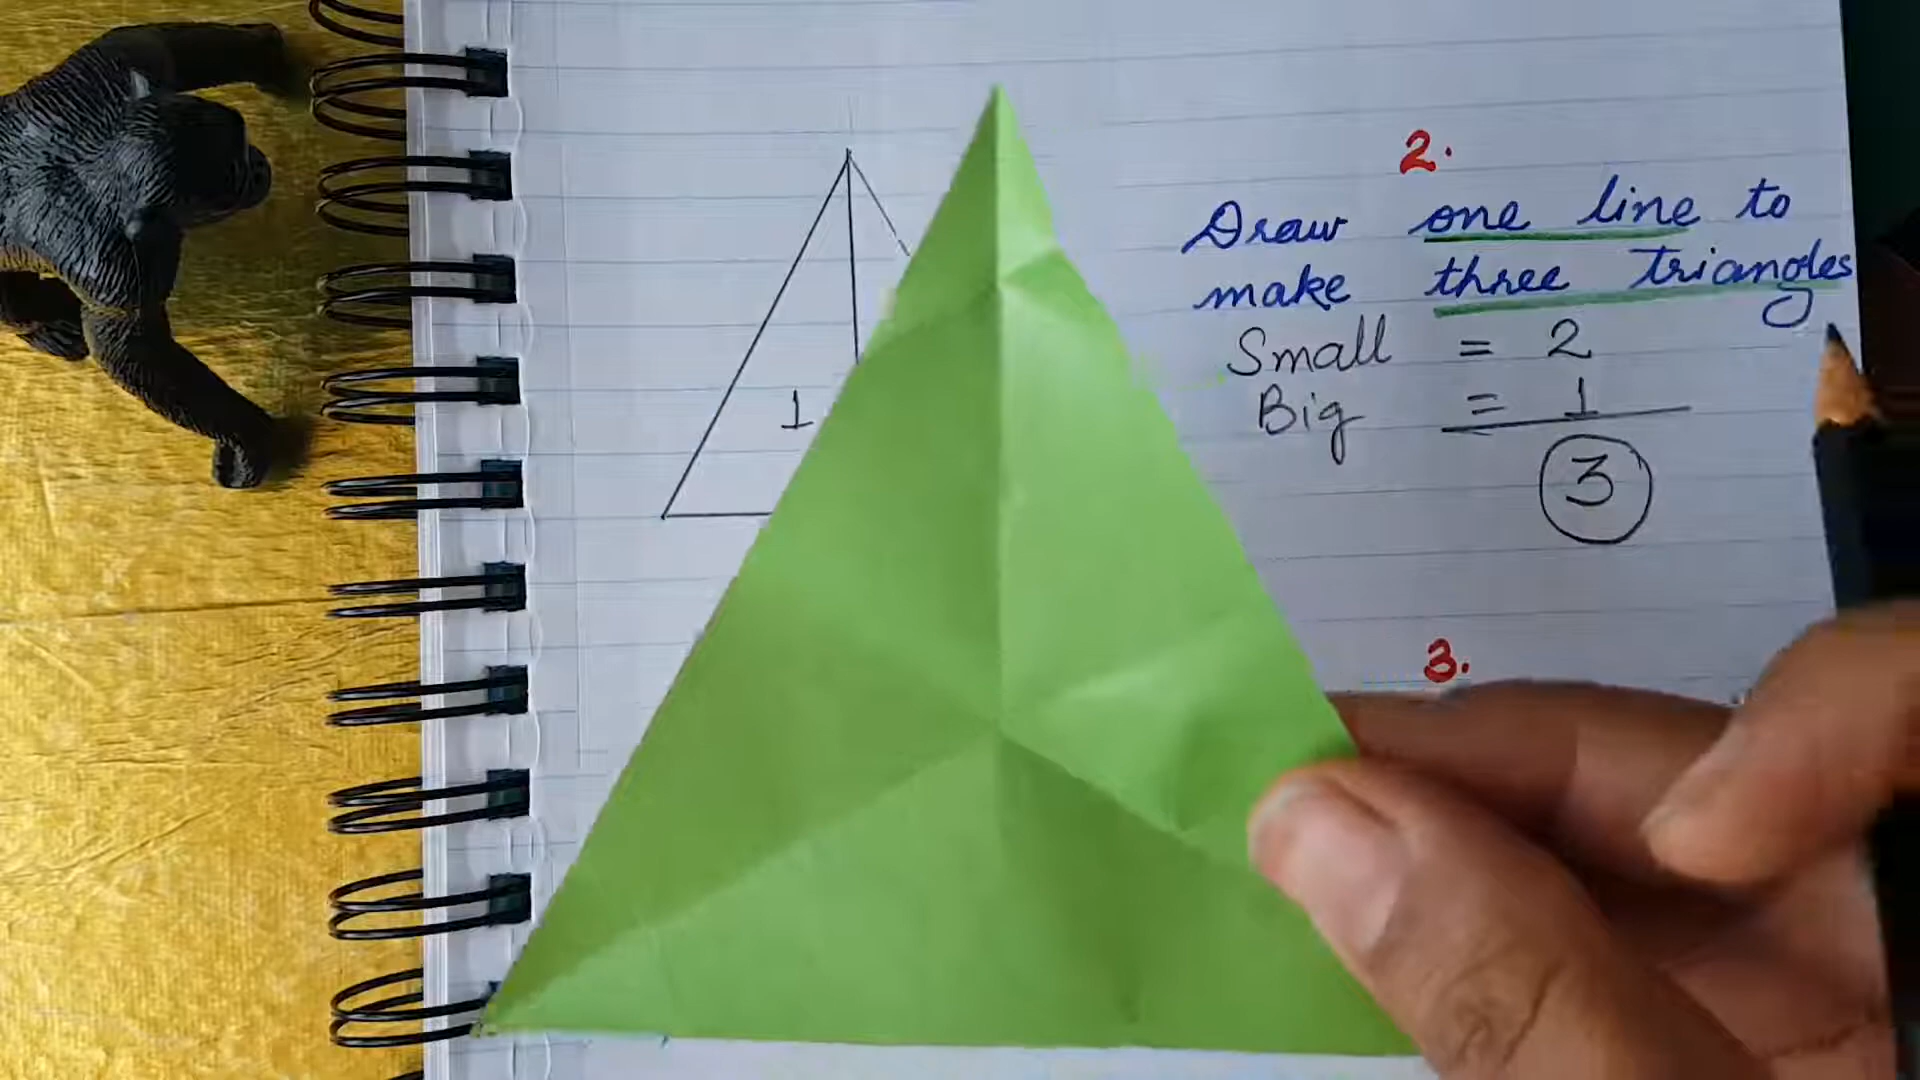 2.
Draw one line to
make three triangles
Small = 2
Big = 1
3
1
3.